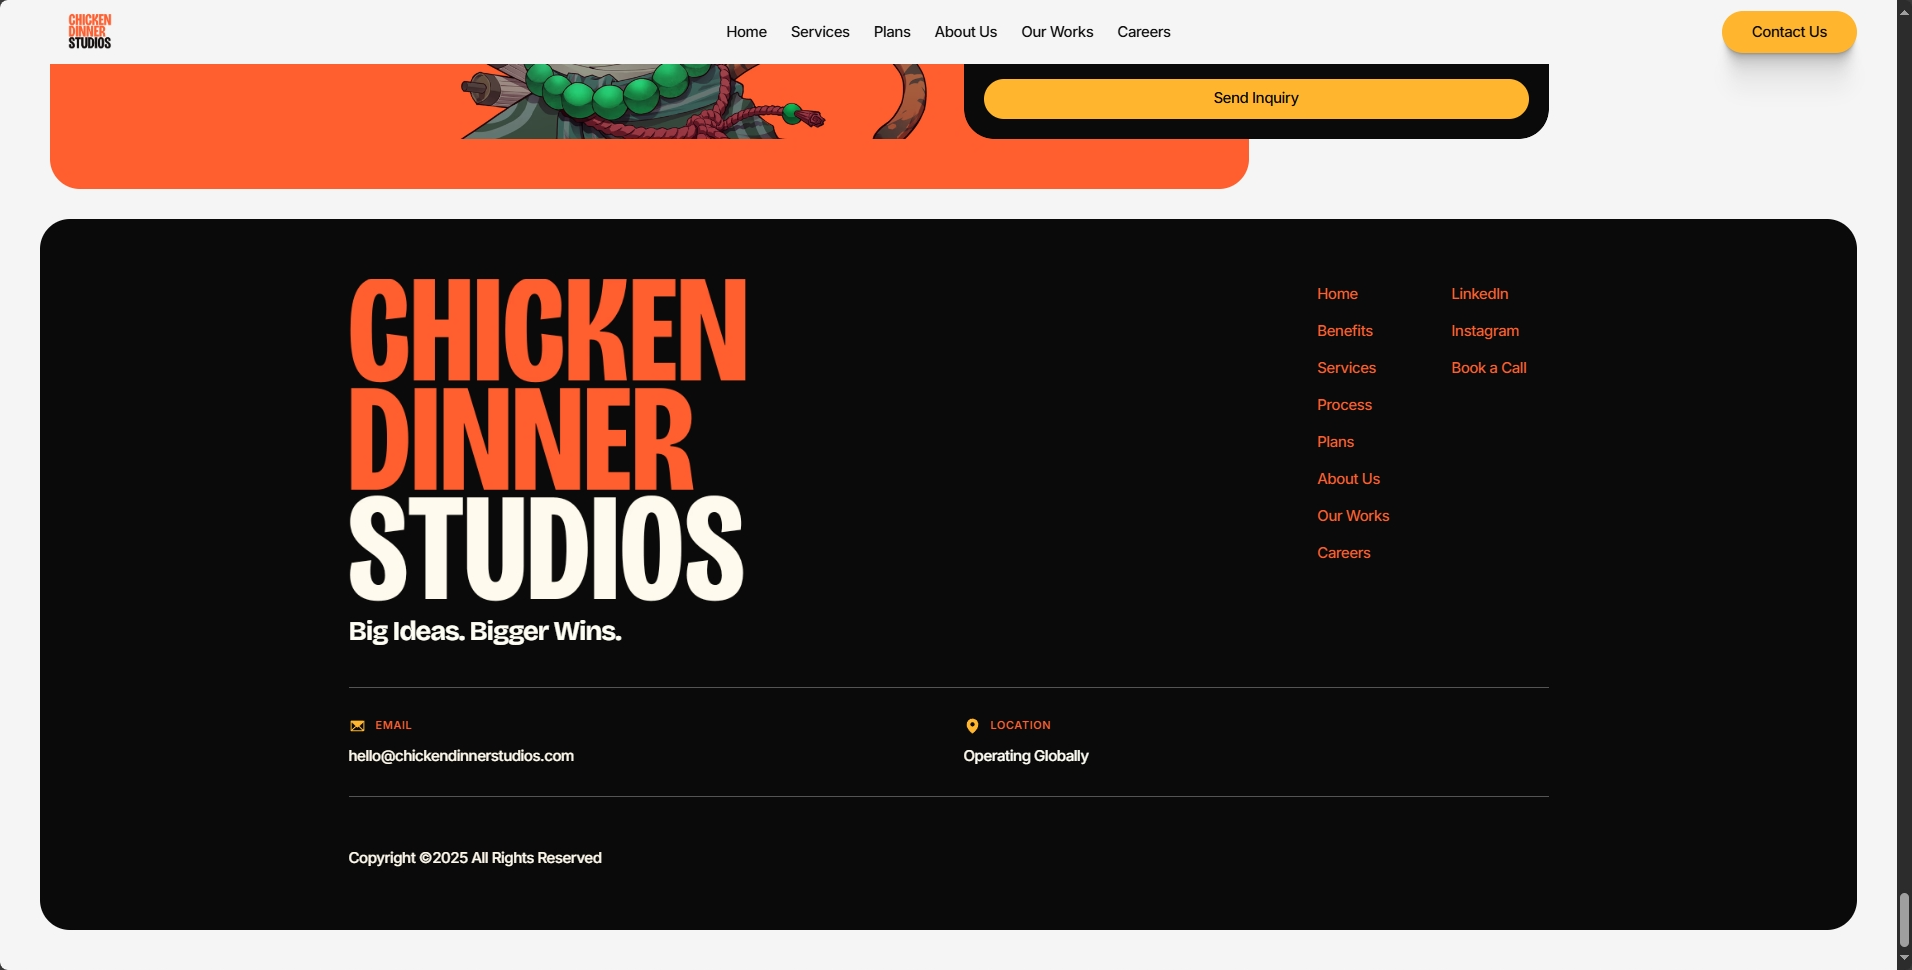 CHICKEN
DINNER
STUDIOS
Home Services Plans About Us Our Works Careers
Contact Us
Send Inquiry
CHICKEN
DINNER
STUDIOS
Big Ideas. Bigger Wins.
Home
Benefits
Services
Process
Plans
About Us
Our Works
Careers
LinkedIn
Instagram
Book a Call
EMAIL
hello@chickendinnerstudios.com
LOCATION
Operating Globally
Copyright ©2025 All Rights Reserved